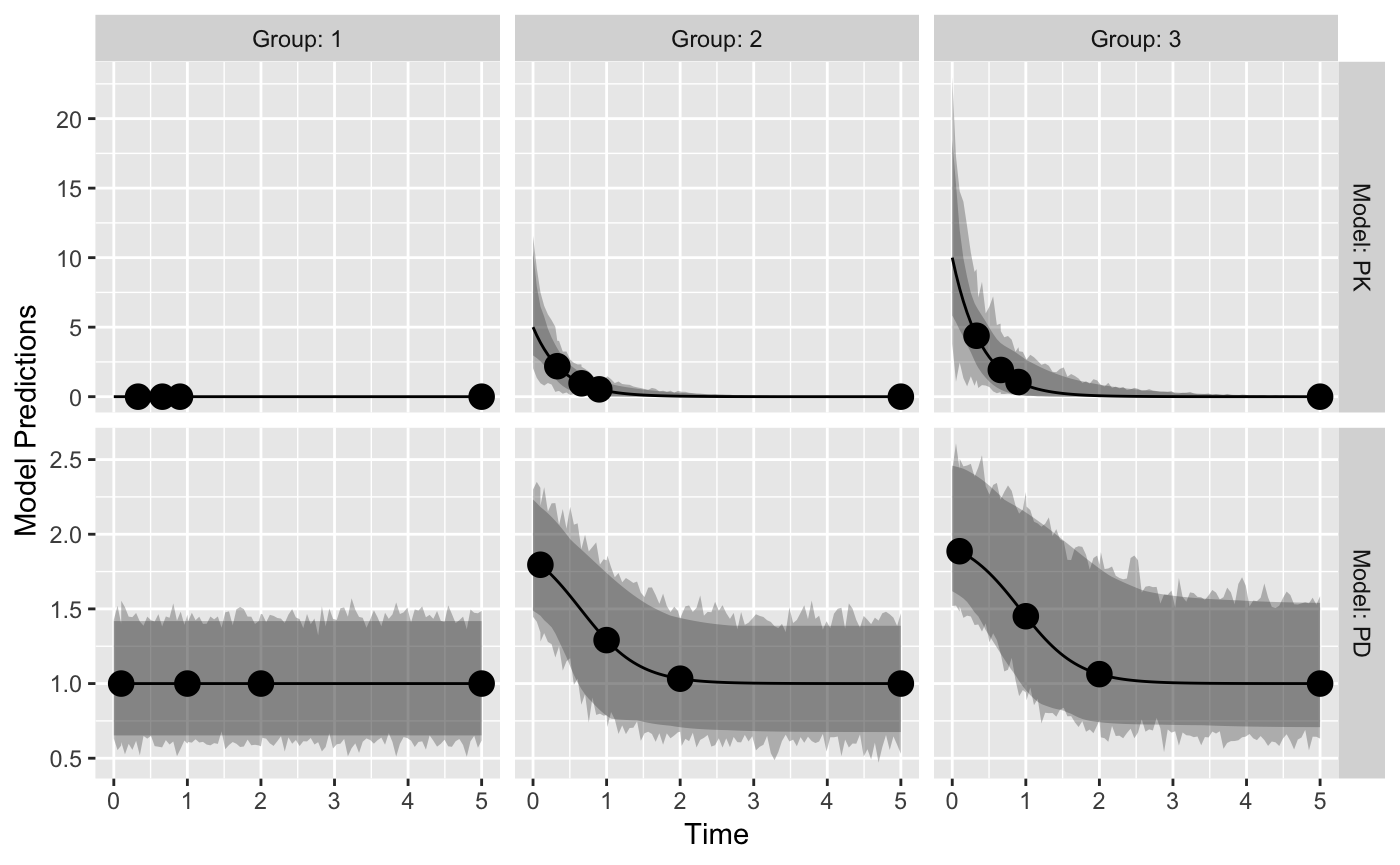 Group: 1
Group: 2
Group: 3
Model Predictions
20
15
10
5
0
Model: PK
2.5
2.0
1.5
1.0
0.5
Model: PD
0 1 2 3 4 5
0 1 2 3 4 5
0 1 2 3 4 5
Time